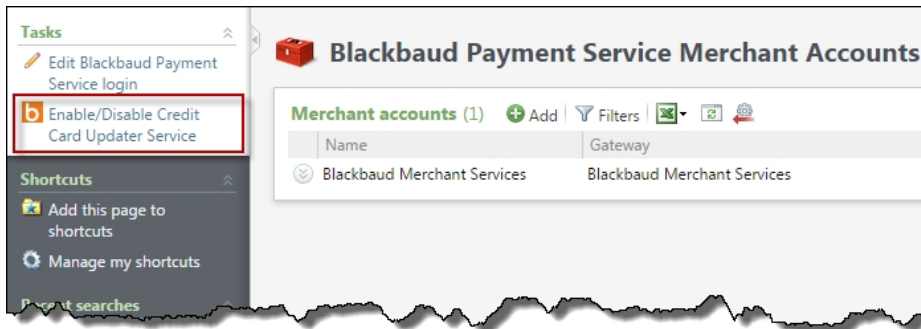 Tasks
Edit Blackbaud Payment
Service login
Enable/Disable Credit
Card Updater Service
Shortcuts
Add this page to
shortcuts
Manage my shortcuts
Recent searches
Blackbaud Payment Service Merchant Accounts
Merchant accounts (1) Add Filters
Name Gateway
Blackbaud Merchant Services Blackbaud Merchant Services